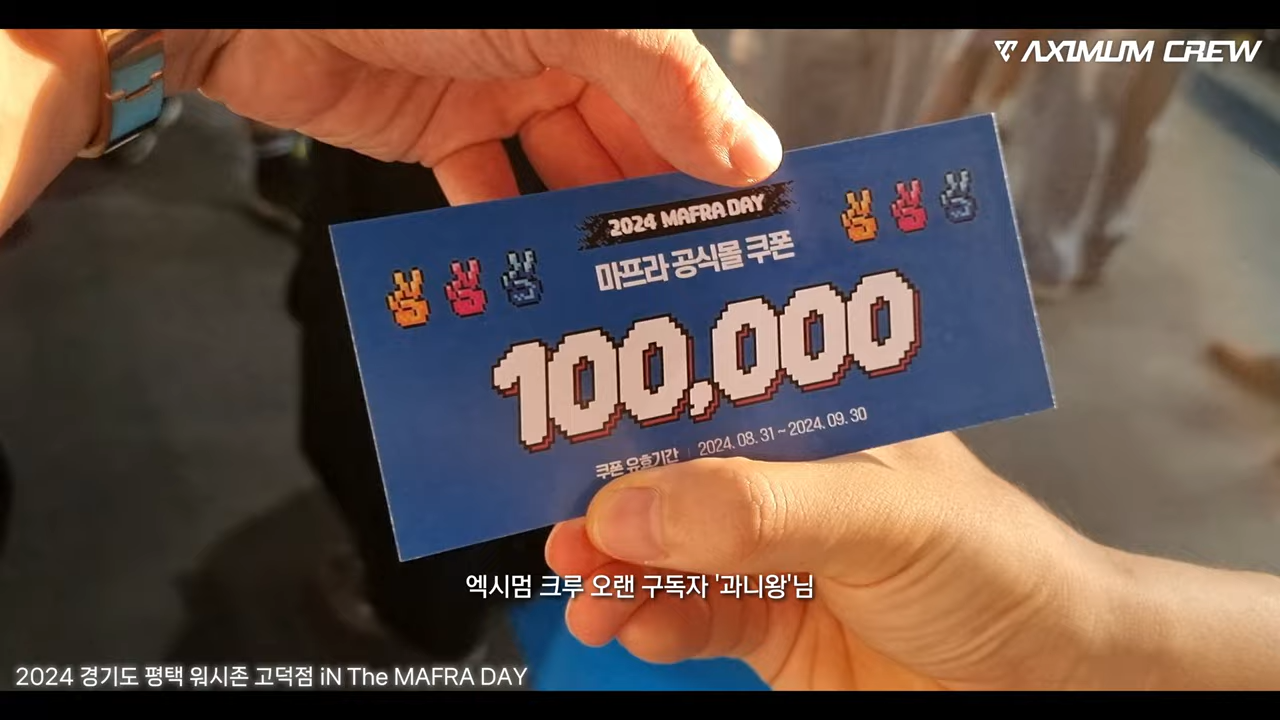 AXIMUM CREW
2024 MAFRA DAY
마프라 공식몰 쿠폰
100,000
쿠폰 유효기간 | 2024. 08. 31 ~ 2024. 09. 30
엑시멈 크루 오랜 구독자 '과니왕'님
2024 경기도 평택 워시존 고덕점 iN The MAFRA DAY